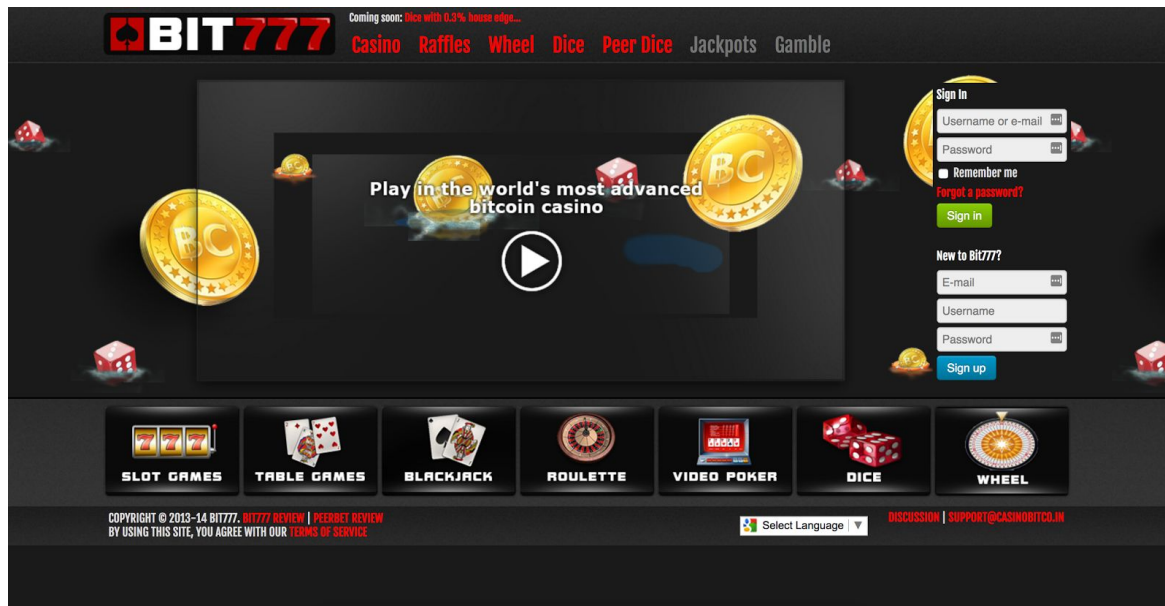 BIT777
Coming soon: Dice with 0.3% house edge...
Casino Raffles Wheel Dice Peer Dice Jackpots Gamble
Play in the world's most advanced
bitcoin casino
BC
BC
BC
Sign In
Username or e-mail
Password
Remember me
Forgot a password?
Sign in
New to Bit777?
E-mail
Username
Password
Sign up
777
SLOT GAMES
TABLE GAMES
BLACKJACK
ROULETTE
VIDEO POKER
DICE
WHEEL
COPYRIGHT © 2013-14 BIT777. BIT777 REVIEW | PEERBET REVIEW
BY USING THIS SITE, YOU AGREE WITH OUR TERMS OF SERVICE
Select Language
DISCUSSION | SUPPORT@CASINOBITCO.IN